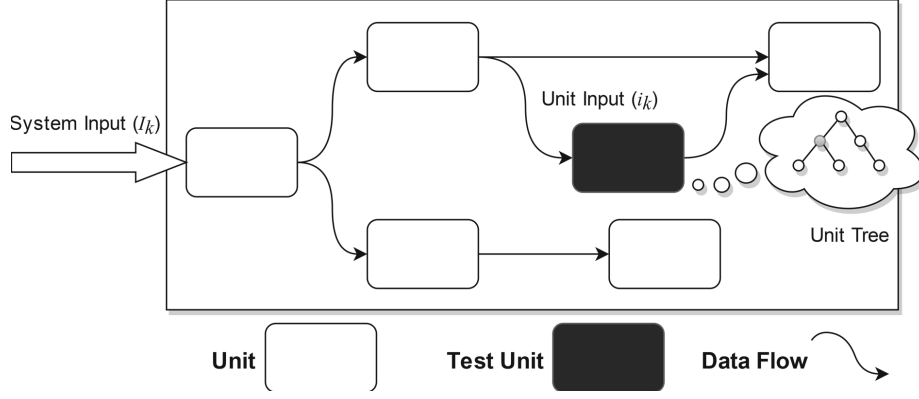 System Input (I_k)
Unit Input (i_k)
Unit Tree
Unit
Test Unit
Data Flow